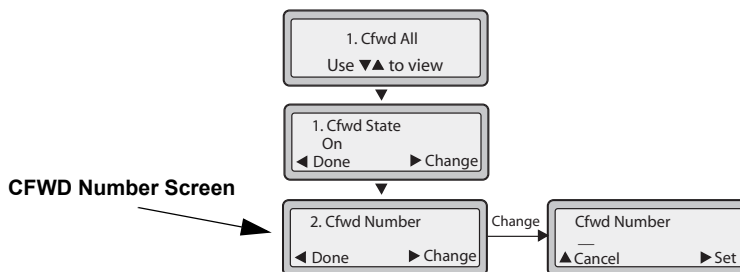 1. Cfwd All
Use ▼▲ to view
▼
1. Cfwd State
On
◀ Done ▶ Change
▼
CFWD Number Screen
2. Cfwd Number
◀ Done ▶ Change
Change
Cfwd Number
__
▲ Cancel ▶ Set